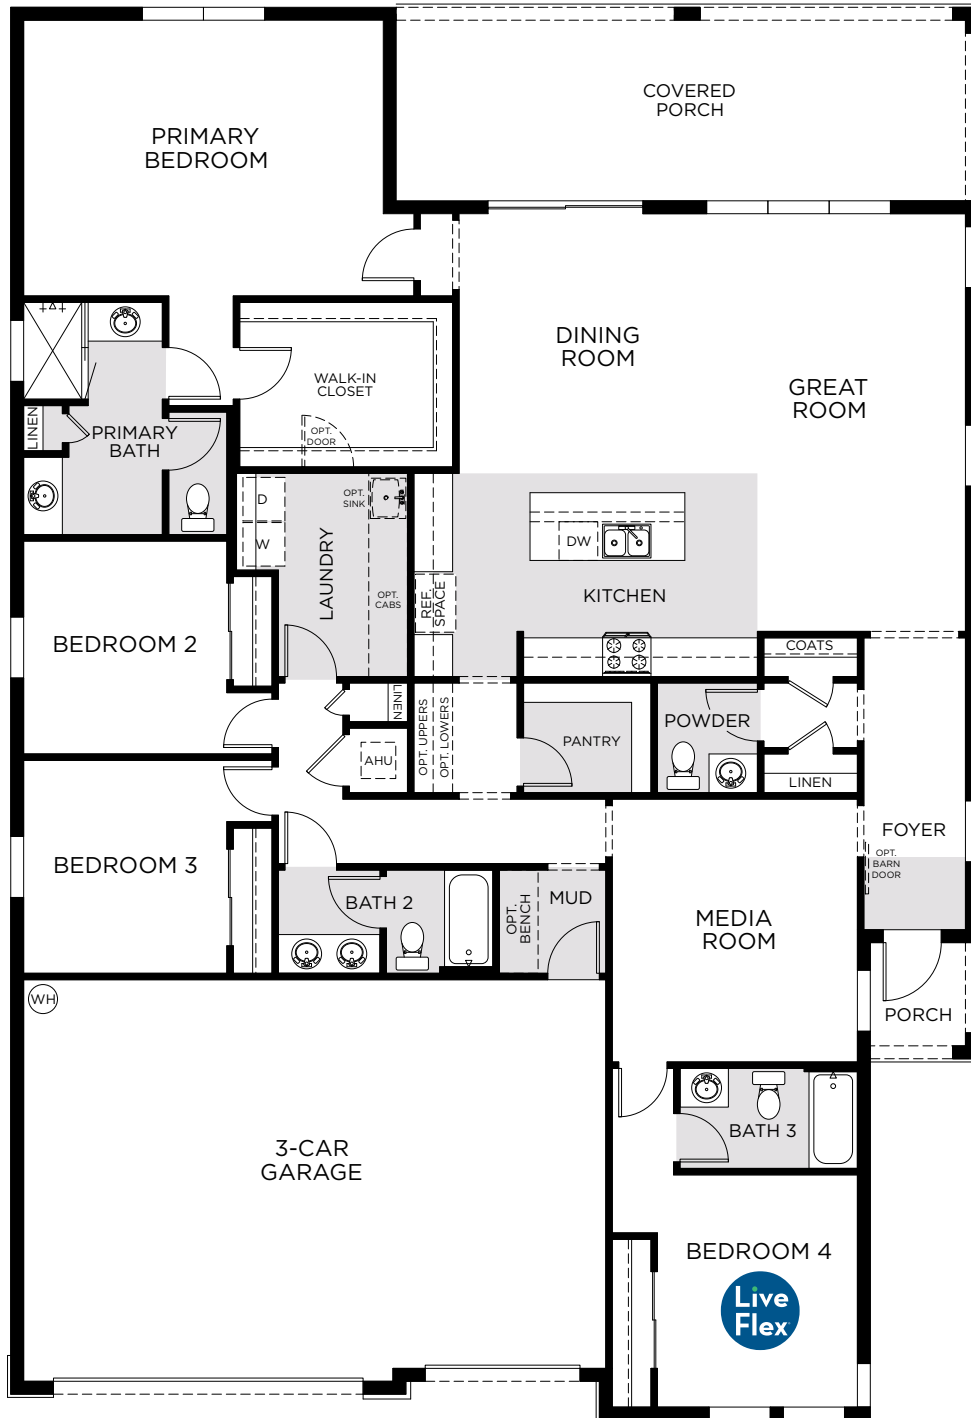 COVERED
PORCH
PRIMARY
BEDROOM
DINING
ROOM
GREAT
ROOM
WALK-IN
CLOSET
OPT.
DOOR
LINEN
PRIMARY
BATH
D
W
OPT.
SINK
LAUNDRY
OPT.
CABS
REF.
SPACE
DW
KITCHEN
BEDROOM 2
COATS
LINEN
OPT. UPPERS
OPT. LOWERS
PANTRY
POWDER
AHU
LINEN
FOYER
OPT.
BARN
DOOR
BEDROOM 3
BATH 2
OPT.
BENCH
MUD
MEDIA
ROOM
WH
PORCH
3-CAR
GARAGE
BATH 3
BEDROOM 4
Live
Flex